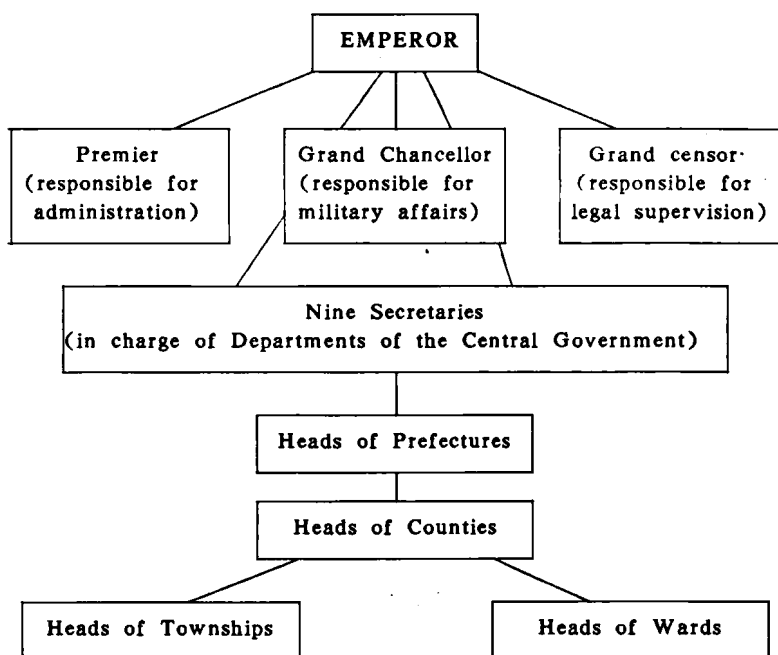 EMPEROR
Premier
(responsible for
administration)
Grand Chancellor
(responsible for
military affairs)
Grand censor
(responsible for
legal supervision)
Nine Secretaries
(in charge of Departments of the Central Government)
Heads of Prefectures
Heads of Counties
Heads of Townships
Heads of Wards